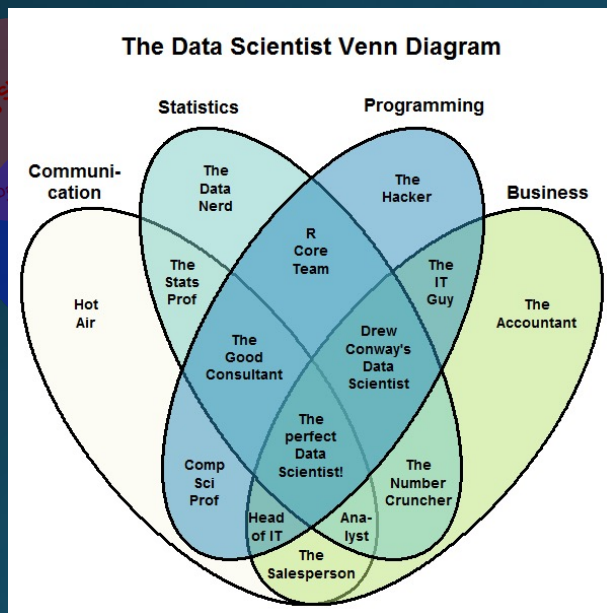 The Data Scientist Venn Diagram
Statistics
Programming
Communi-
cation
Business
The
Data
Nerd
The
Hacker
R
Core
Team
The
Stats
Prof
The
IT
Guy
Hot
Air
The
Accountant
The
Good
Consultant
Drew
Conway's
Data
Scientist
The
perfect
Data
Scientist!
Comp
Sci
Prof
The
Number
Cruncher
Head
of IT
Ana-
lyst
The
Salesperson